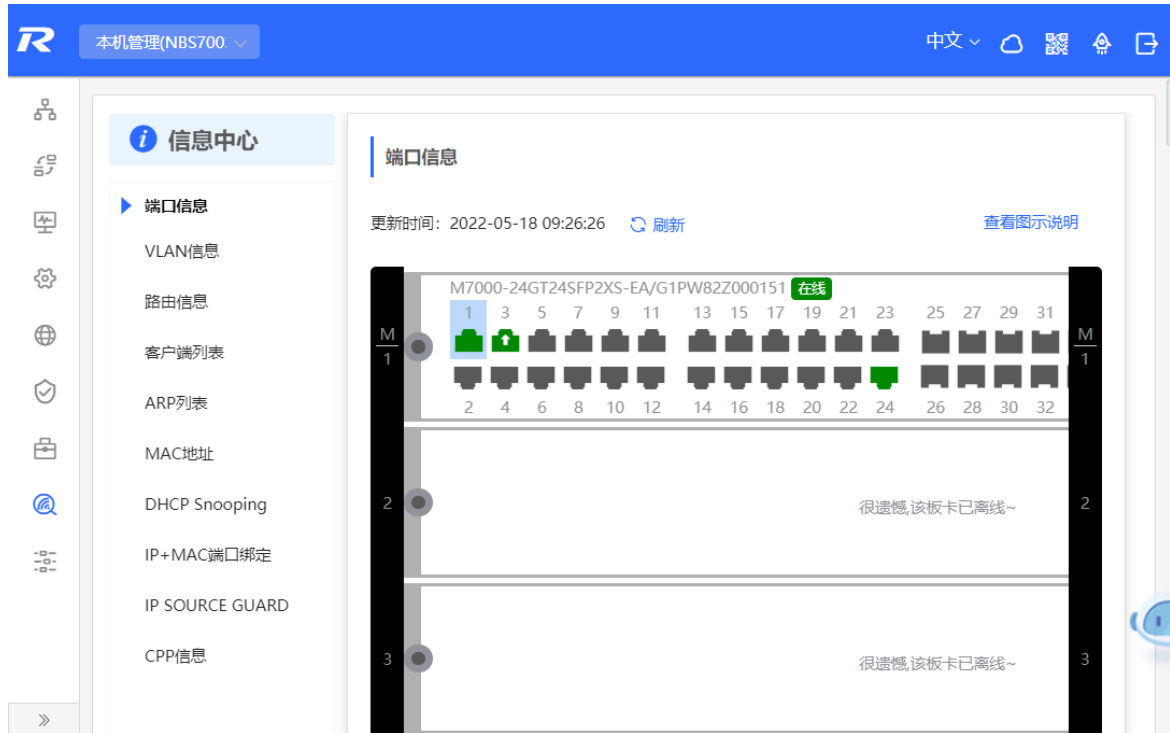 本机管理(NBS700
中文
信息中心
端口信息
VLAN信息
路由信息
客户端列表
ARP列表
MAC地址
DHCP Snooping
IP+MAC端口绑定
IP SOURCE GUARD
CPP信息
端口信息
更新时间：2022-05-18 09:26:26 刷新 查看图示说明
M7000-24GT24SFP2XS-EA/G1PW82Z000151 在线
1 3 5 7 9 11 13 15 17 19 21 23 25 27 29 31
M M
1 1
2 4 6 8 10 12 14 16 18 20 22 24 26 28 30 32
2 很遗憾,该板卡已离线~ 2
3 很遗憾,该板卡已离线~ 3